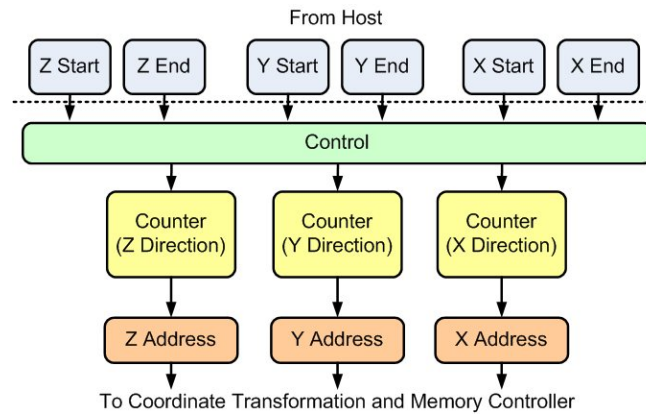 From Host
Z Start
Z End
Y Start
Y End
X Start
X End
Control
Counter
(Z Direction)
Counter
(Y Direction)
Counter
(X Direction)
Z Address
Y Address
X Address
To Coordinate Transformation and Memory Controller